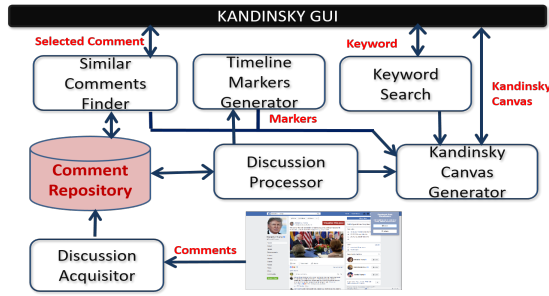 KANDINSKY GUI
Selected Comment
Keyword
Similar
Comments
Finder
Timeline
Markers
Generator
Keyword
Search
Kandinsky
Canvas
Markers
Comment
Repository
Discussion
Processor
Kandinsky
Canvas
Generator
Discussion
Acquisitor
Comments